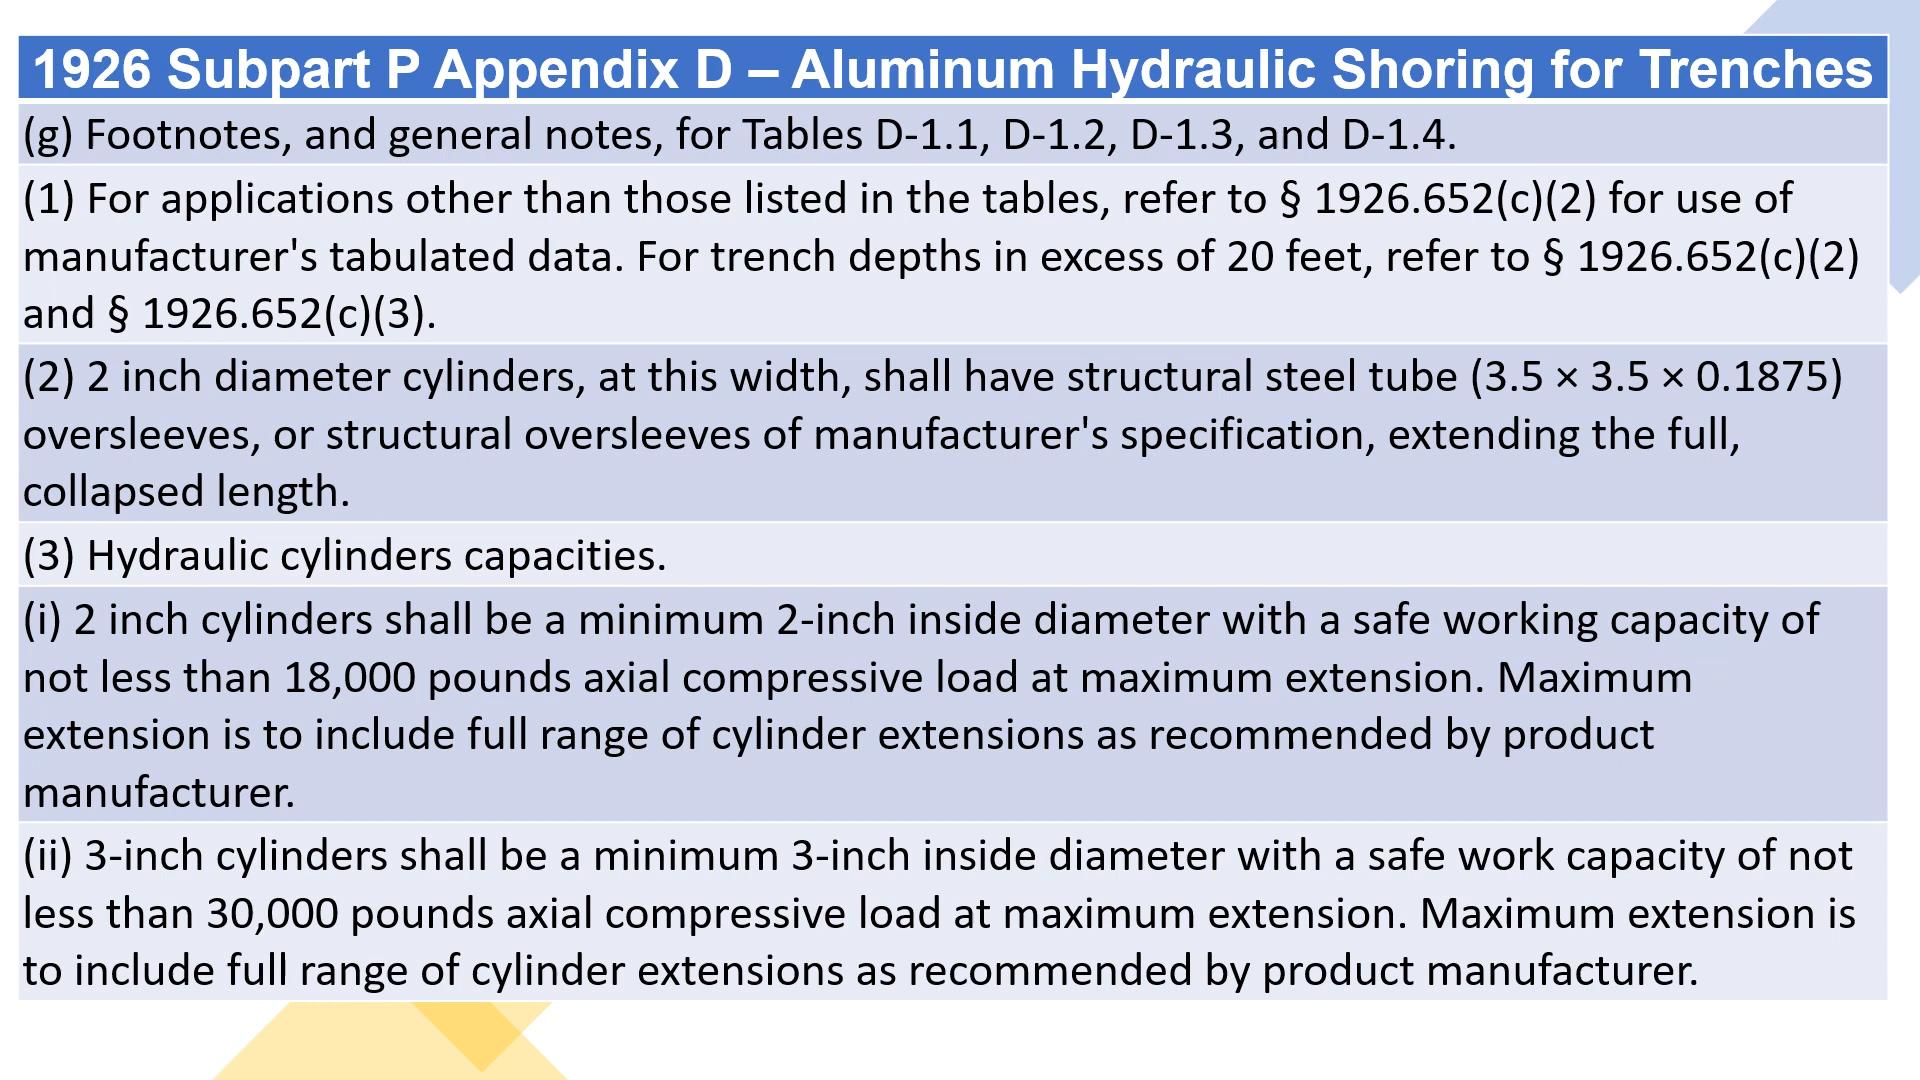 1926 Subpart P Appendix D – Aluminum Hydraulic Shoring for Trenches
(g) Footnotes, and general notes, for Tables D-1.1, D-1.2, D-1.3, and D-1.4.
(1) For applications other than those listed in the tables, refer to § 1926.652(c)(2) for use of
manufacturer's tabulated data. For trench depths in excess of 20 feet, refer to § 1926.652(c)(2)
and § 1926.652(c)(3).
(2) 2 inch diameter cylinders, at this width, shall have structural steel tube (3.5 × 3.5 × 0.1875)
oversleeves, or structural oversleeves of manufacturer's specification, extending the full,
collapsed length.
(3) Hydraulic cylinders capacities.
(i) 2 inch cylinders shall be a minimum 2-inch inside diameter with a safe working capacity of
not less than 18,000 pounds axial compressive load at maximum extension. Maximum
extension is to include full range of cylinder extensions as recommended by product
manufacturer.
(ii) 3-inch cylinders shall be a minimum 3-inch inside diameter with a safe work capacity of not
less than 30,000 pounds axial compressive load at maximum extension. Maximum extension is
to include full range of cylinder extensions as recommended by product manufacturer.